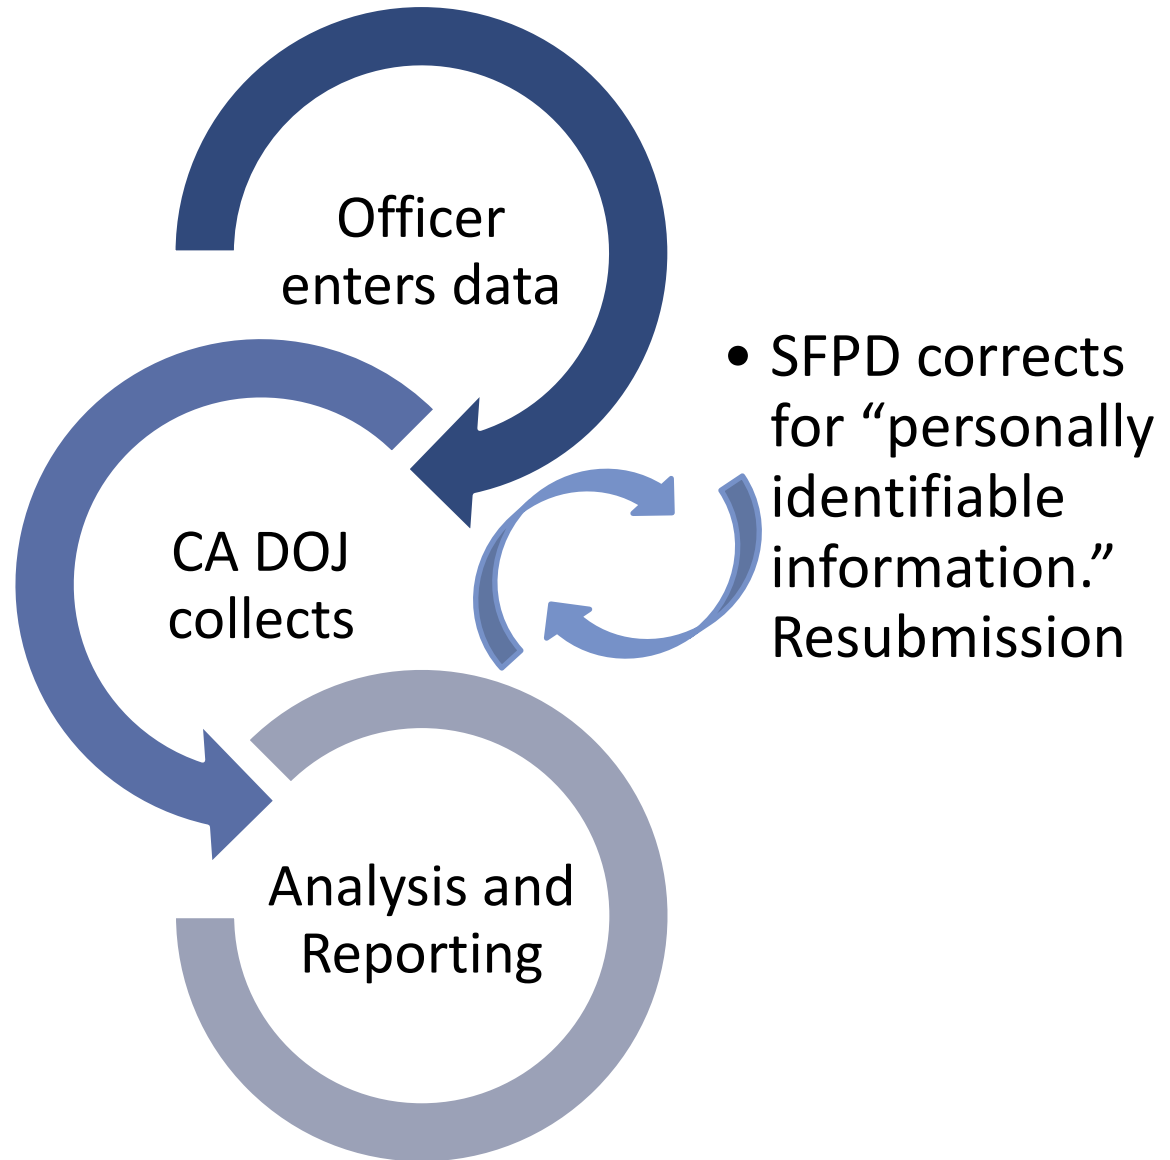 Officer
enters data
• SFPD corrects
for “personally
identifiable
information.”
Resubmission
CA DOJ
collects
Analysis and
Reporting